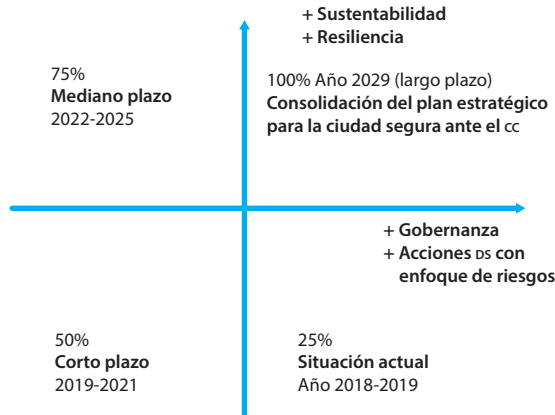 + Sustentabilidad
+ Resiliencia
75%
Mediano plazo
2022-2025
100% Año 2029 (largo plazo)
Consolidación del plan estratégico
para la ciudad segura ante el CC
+ Gobernanza
+ Acciones DS con
enfoque de riesgos
50%
Corto plazo
2019-2021
25%
Situación actual
Año 2018-2019